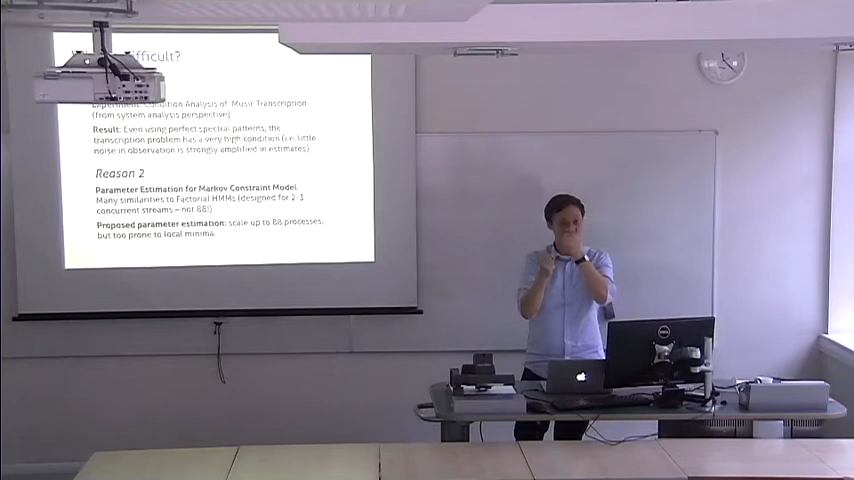 difficult?
Experiment: Condition Analysis of Music Transcription
(from system analysis perspective)
Result: Even using perfect spectral patterns, the
transcription problem has a very high condition (i.e. little
noise in observation is strongly amplified in estimates)
Reason 2
Parameter Estimation for Markov Constraint Model.
Many similarities to Factorial HMMs (designed for 2-3
concurrent streams – not 88!)
Proposed parameter estimation: scale up to 88 processes,
but too prone to local minima
DELL